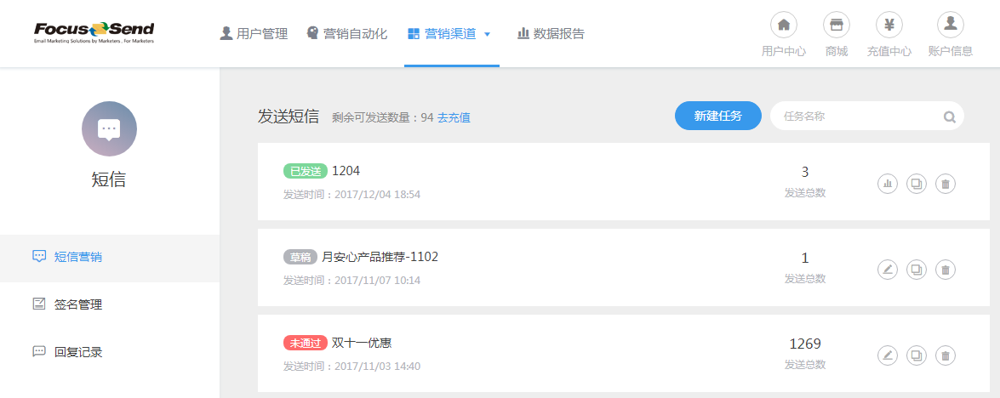 Focus Send
Email Marketing Solutions by Marketers , For Marketers
用户管理
营销自动化
营销渠道
数据报告
用户中心
商城
充值中心
账户信息
短信
短信营销
签名管理
回复记录
发送短信 剩余可发送数量：94 去充值
新建任务
任务名称
已发送 1204
发送时间：2017/12/04 18:54
3
发送总数
草稿 月安心产品推荐-1102
发送时间：2017/11/07 10:14
1
发送总数
未通过 双十一优惠
发送时间：2017/11/03 14:40
1269
发送总数